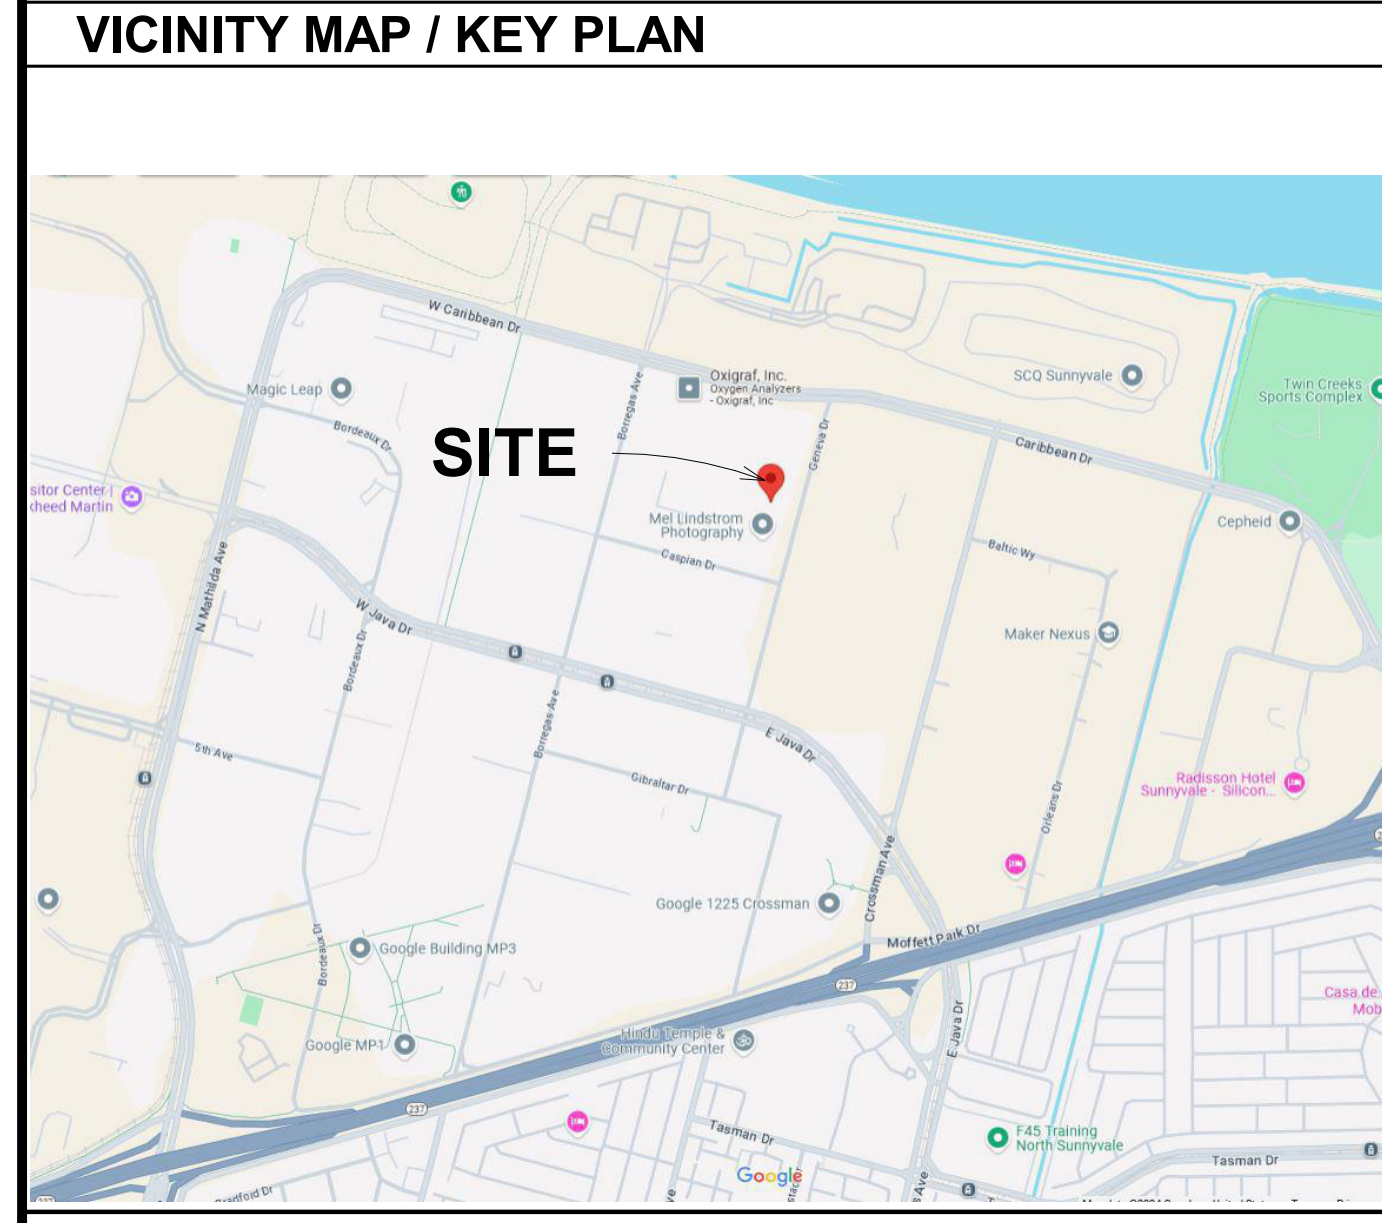 VICINITY MAP / KEY PLAN
W Caribbean Dr
Magic Leap
Borregas Ave
Oxigraf, Inc.
Oxygen Analyzers
- Oxigraf, Inc
SCQ Sunnyvale
Twin Creeks
Sports Complex
Bordeaux Dr
SITE
Geneva Dr
Caribbean Dr
sitor Center |
kheed Martin
Mel Lindstrom
Photography
Cepheid
Caspian Dr
Baltic Wy
N Mathilda Ave
W Java Dr
Maker Nexus
Bordeaux Dr
Borregas Ave
5th Ave
E Java Dr
Gibraltar Dr
Radisson Hotel
Sunnyvale - Silicon...
Orleans Dr
Crossman Ave
Google 1225 Crossman
Moffett Park Dr
Google Building MP3
Bordeaux Dr
237
Casa de
Mob
Hindu Temple &
Community Center
E Java Dr
Google MP1
237
F45 Training
North Sunnyvale
Tasman Dr
Tasman Dr
Google